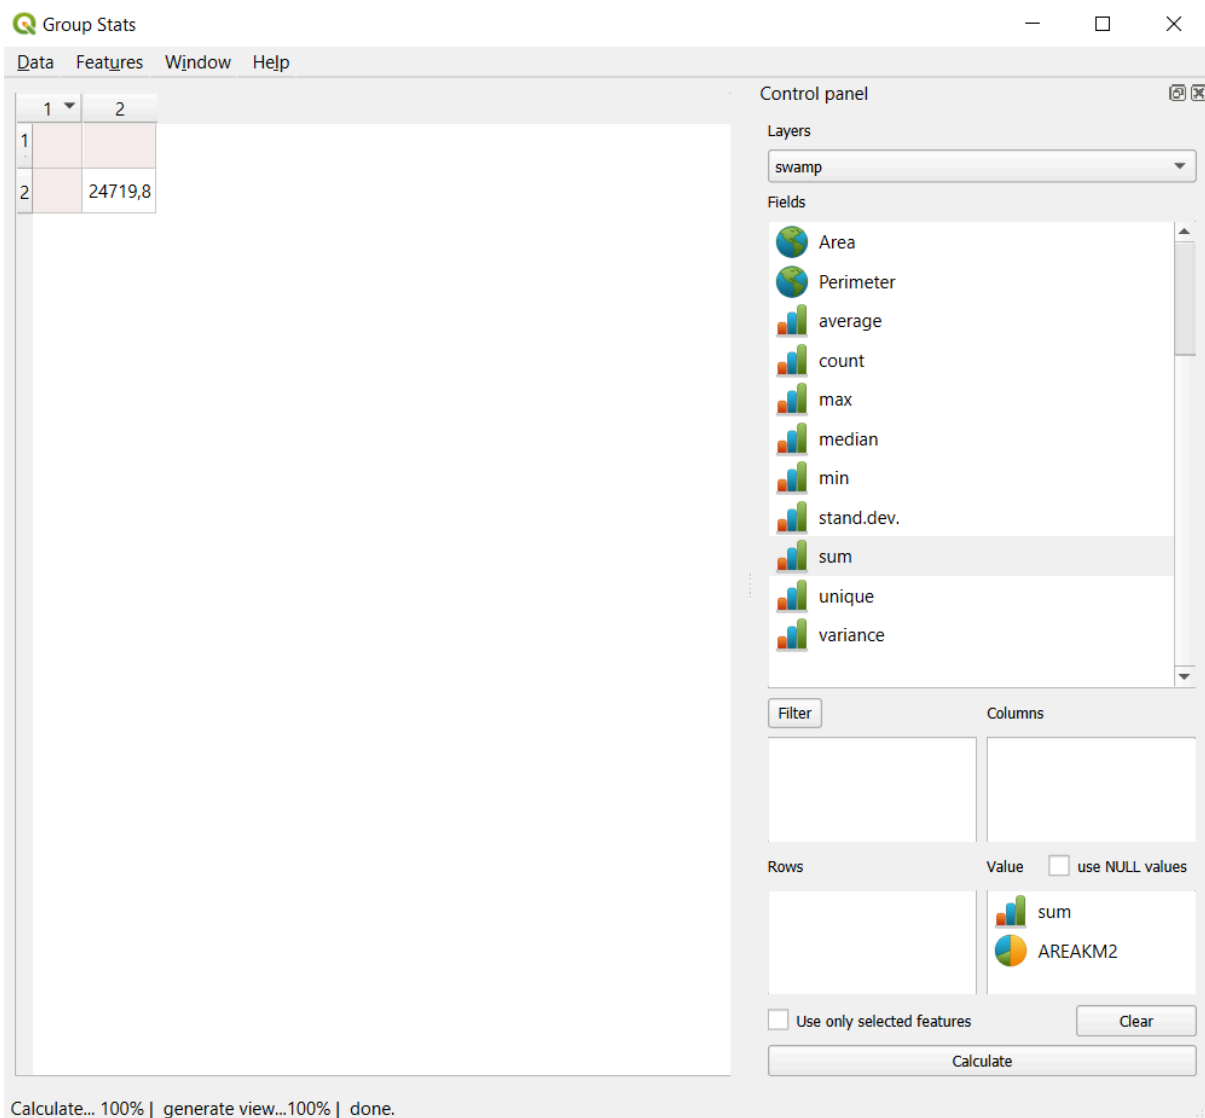 Group Stats
Data Features Window Help
1 2
1
2 24719,8
Control panel
Layers
swamp
Fields
Area
Perimeter
average
count
max
median
min
stand.dev.
sum
unique
variance
Filter Columns
Rows Value use NULL values
sum
AREAKM2
Use only selected features Clear
Calculate
Calculate... 100% | generate view...100% | done.